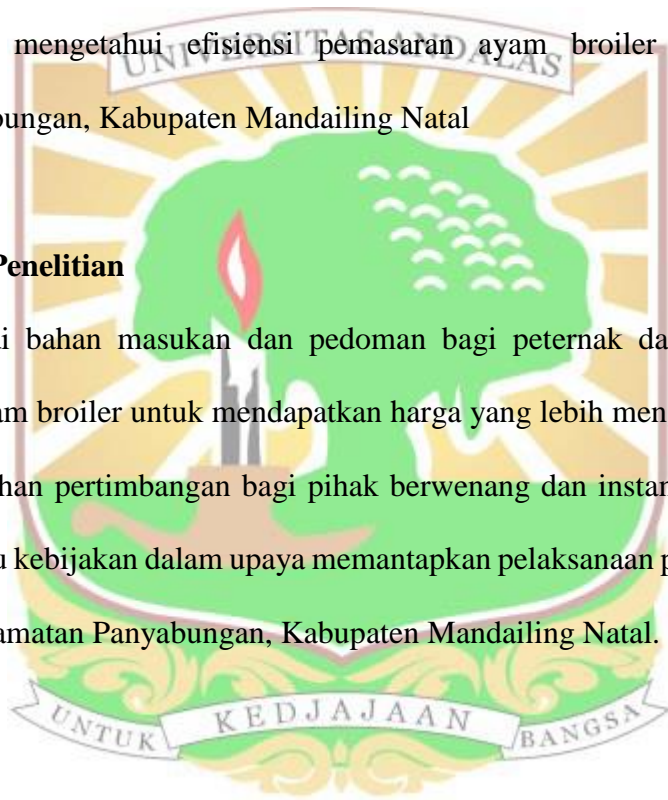 mengetahui efisiensi pemasaran ayam broiler
UNIVERSITAS ANDALAS
bungan, Kabupaten Mandailing Natal
Penelitian
i bahan masukan dan pedoman bagi peternak da
am broiler untuk mendapatkan harga yang lebih men
han pertimbangan bagi pihak berwenang dan instan
u kebijakan dalam upaya memantapkan pelaksanaan p
amatan Panyabungan, Kabupaten Mandailing Natal.
UNTUK KEDJAJAAN BANGSA